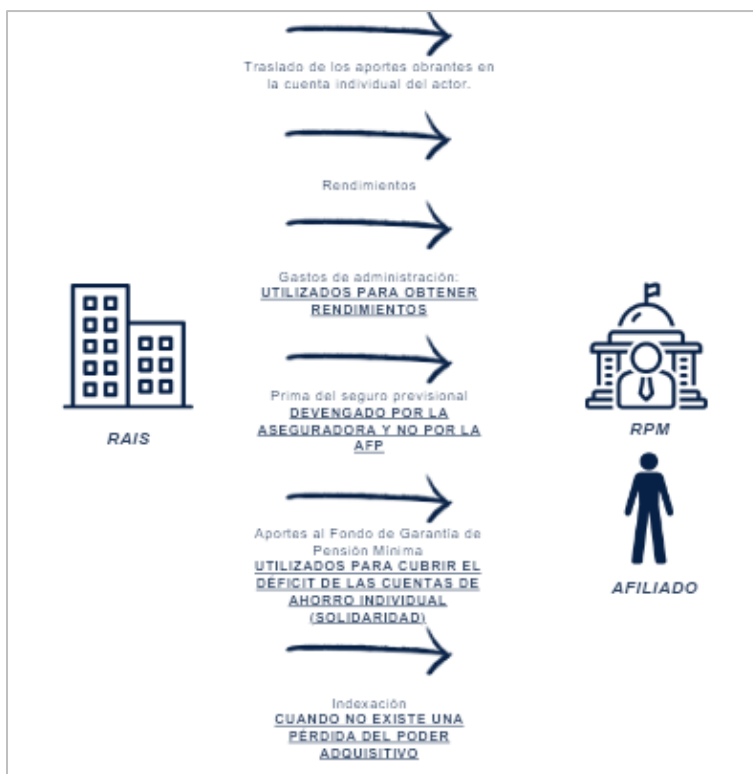 Traslado de los aportes obrantes en
la cuenta individual del actor.
Rendimientos
Gastos de administración:
UTILIZADOS PARA OBTENER
RENDIMIENTOS
Prima del seguro previsional
DEVENGADO POR LA
ASEGURADORA Y NO POR LA
AFP
RAIS
RPM
Aportes al Fondo de Garantía de
Pensión Mínima
UTILIZADOS PARA CUBRIR EL
DÉFICIT DE LAS CUENTAS DE
AHORRO INDIVIDUAL
(SOLIDARIDAD)
AFILIADO
Indexación
CUANDO NO EXISTE UNA
PÉRDIDA DEL PODER
ADQUISITIVO